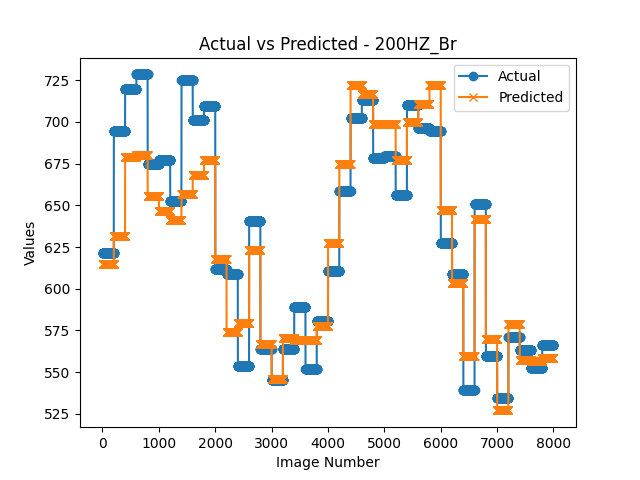 Actual vs Predicted - 200HZ_Br
Actual
Predicted
Values
725
700
675
650
625
600
575
550
525
0 1000 2000 3000 4000 5000 6000 7000 8000
Image Number